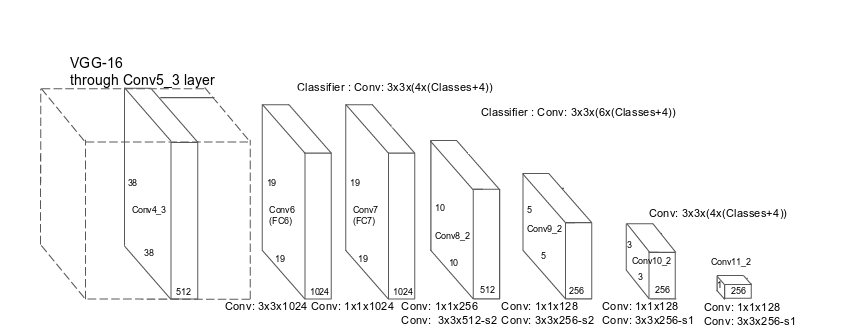 VGG-16
through Conv5_3 layer
Classifier : Conv: 3x3x(4x(Classes+4))
Classifier : Conv: 3x3x(6x(Classes+4))
Conv: 3x3x(4x(Classes+4))
38
Conv4_3
38
512
19
Conv6
(FC6)
19
1024
19
Conv7
(FC7)
19
1024
10
Conv8_2
10
512
5
Conv9_2
5
256
3
Conv10_2
3
256
Conv11_2
1
256
Conv: 3x3x1024
Conv: 1x1x1024
Conv: 1x1x256
Conv: 3x3x512-s2
Conv: 1x1x128
Conv: 3x3x256-s2
Conv: 1x1x128
Conv: 3x3x256-s1
Conv: 1x1x128
Conv: 3x3x256-s1